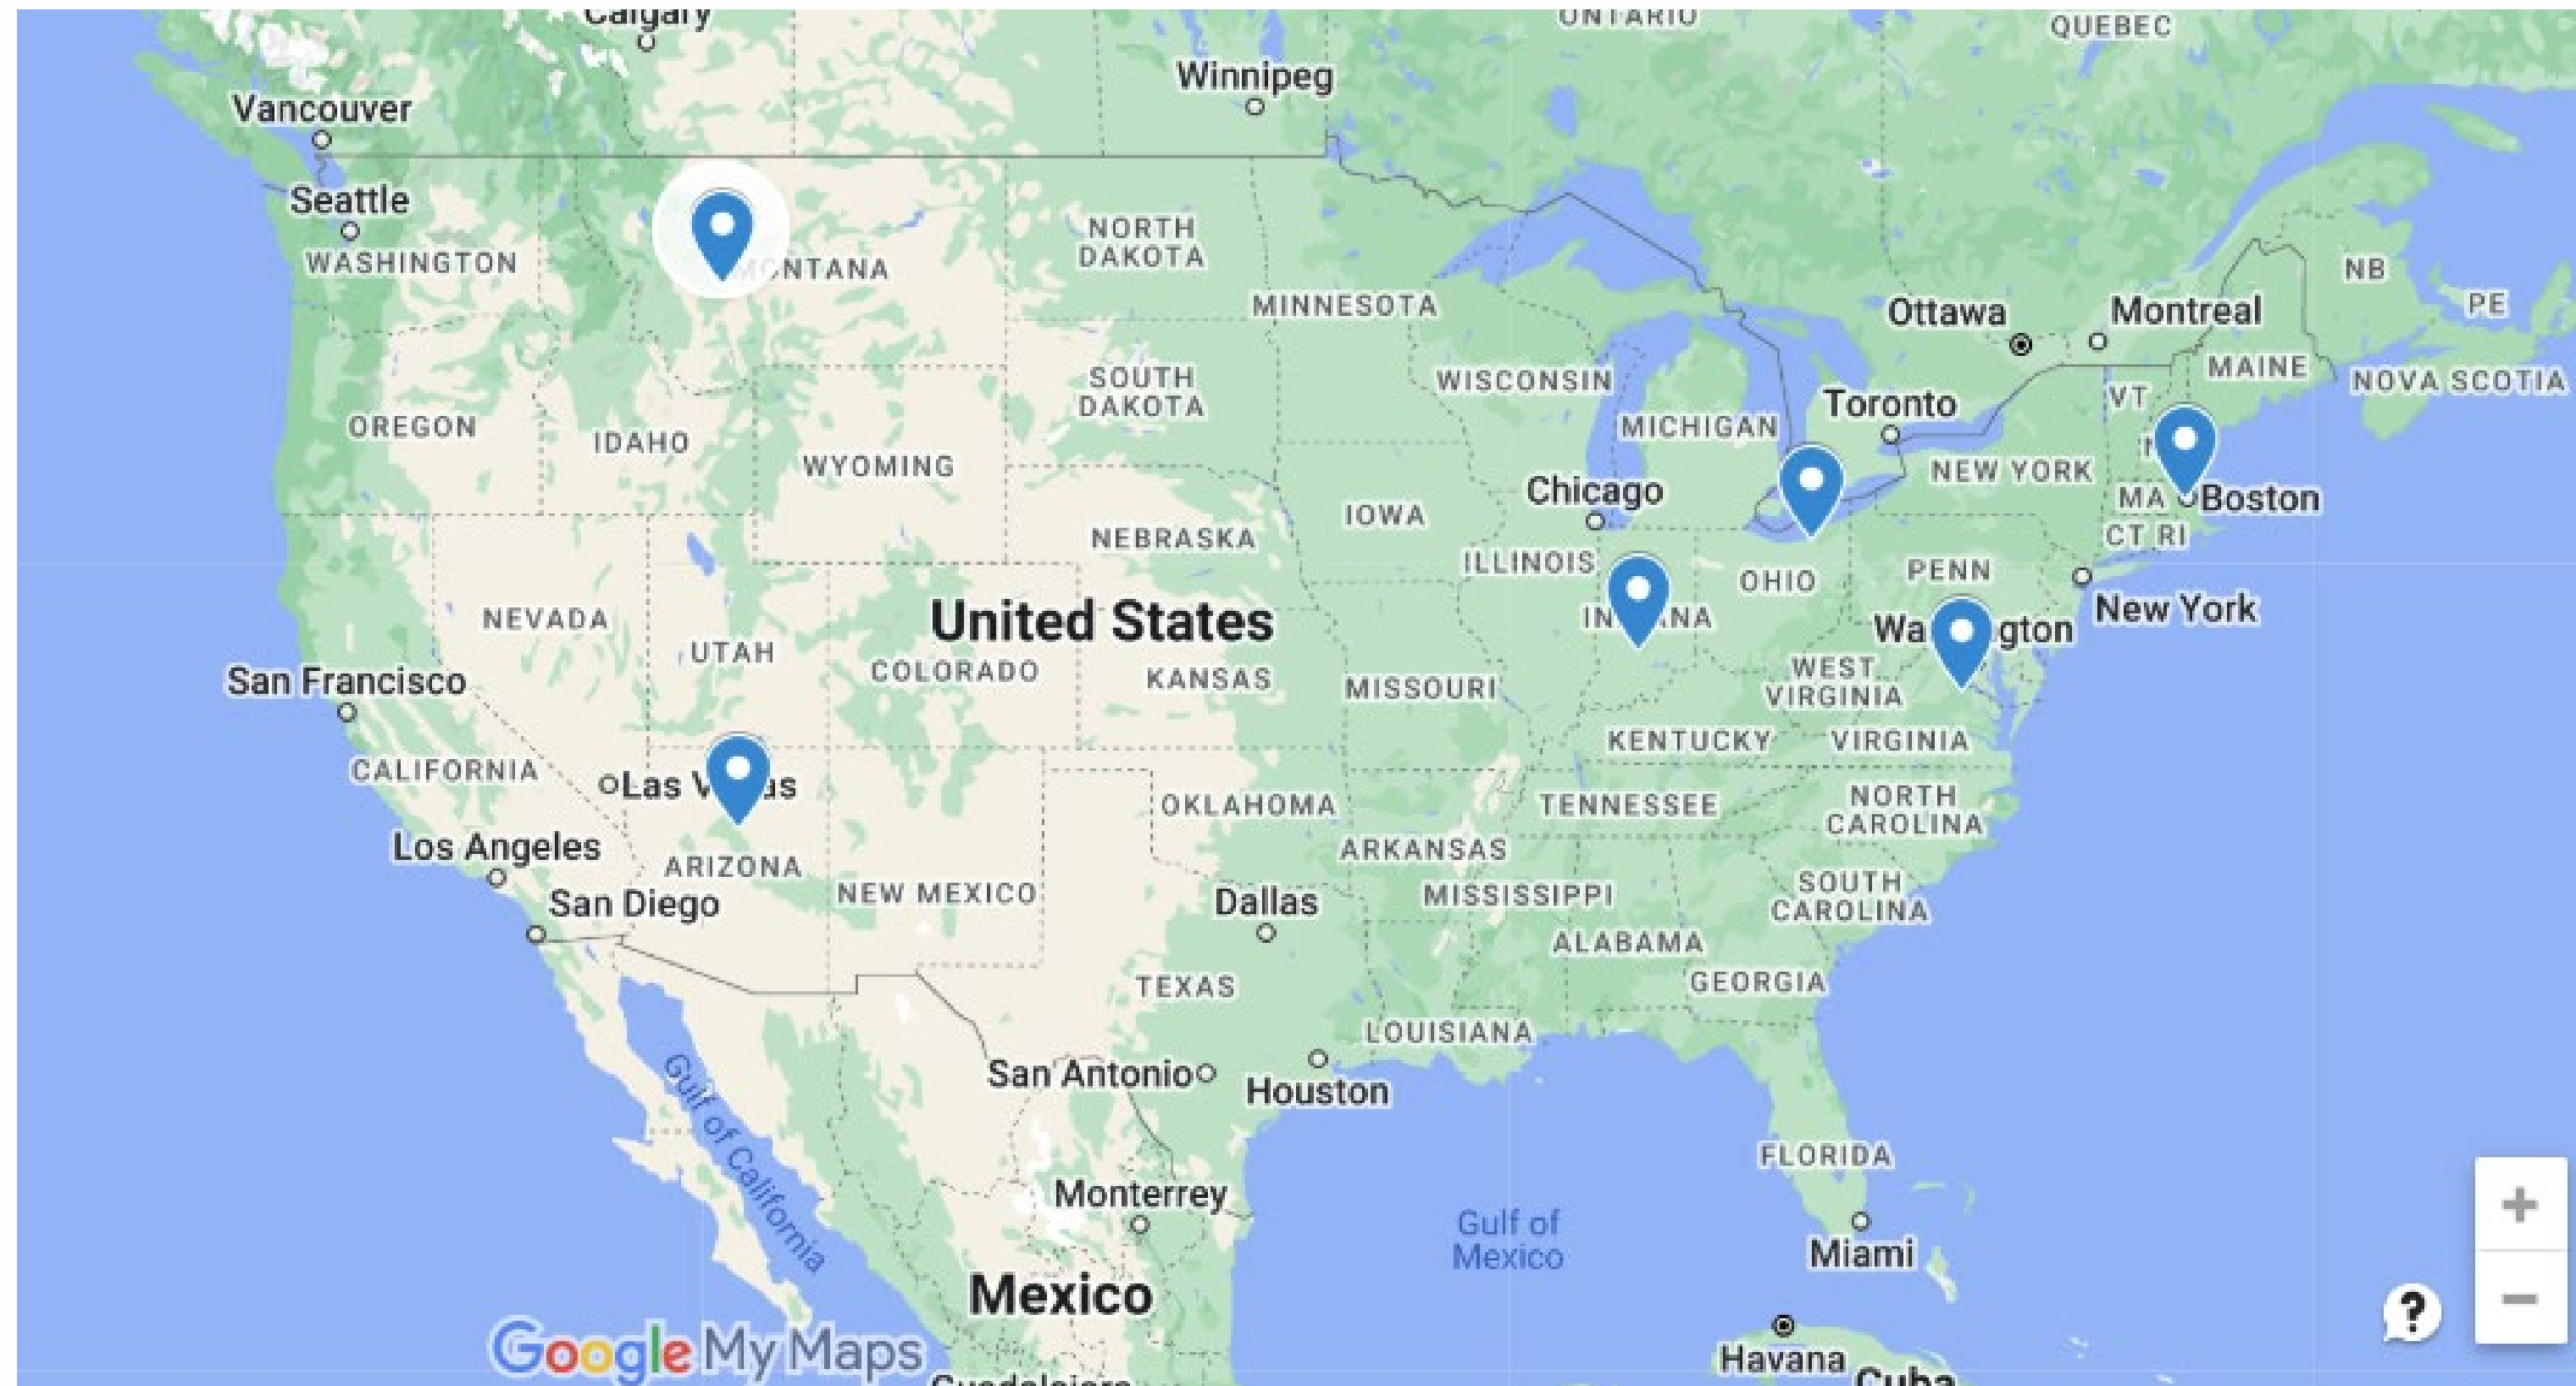 Calgary
ONTARIO
QUEBEC
Winnipeg
Vancouver
Seattle
WASHINGTON
NORTH
DAKOTA
MINNESOTA
NB
PE
Ottawa
Montreal
MAINE
NOVA SCOTIA
SOUTH
DAKOTA
WISCONSIN
VT
Toronto
OREGON
IDAHO
MICHIGAN
WYOMING
NEW YORK
Chicago
MA
Boston
IOWA
NEBRASKA
CT RI
ILLINOIS
OHIO
PENN
New York
NEVADA
United States
UTAH
COLORADO
KANSAS
MISSOURI
WEST
VIRGINIA
San Francisco
KENTUCKY
VIRGINIA
CALIFORNIA
Las
OKLAHOMA
TENNESSEE
NORTH
CAROLINA
Los Angeles
ARIZONA
ARKANSAS
NEW MEXICO
San Diego
Dallas
MISSISSIPPI
SOUTH
CAROLINA
ALABAMA
TEXAS
GEORGIA
LOUISIANA
San Antonio
Houston
Gulf of California
FLORIDA
Monterrey
Gulf of
Mexico
Miami
Mexico
Google My Maps
Havana
Cuba
+
−
?